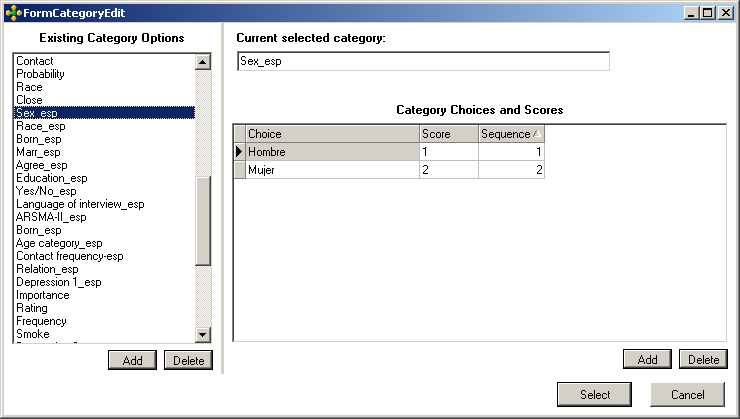 FormCategoryEdit
Existing Category Options
Contact
Probability
Race
Close
Sex_esp
Race_esp
Born_esp
Marr_esp
Agree_esp
Education_esp
Yes/No_esp
Language of interview_esp
ARSMA-II_esp
Born_esp
Age category_esp
Contact frequency-esp
Relation_esp
Depression 1_esp
Importance
Rating
Frequency
Smoke
Add Delete
Current selected category:
Sex_esp
Category Choices and Scores
Choice Score Sequence
Hombre 1 1
Mujer 2 2
Add Delete
Select Cancel